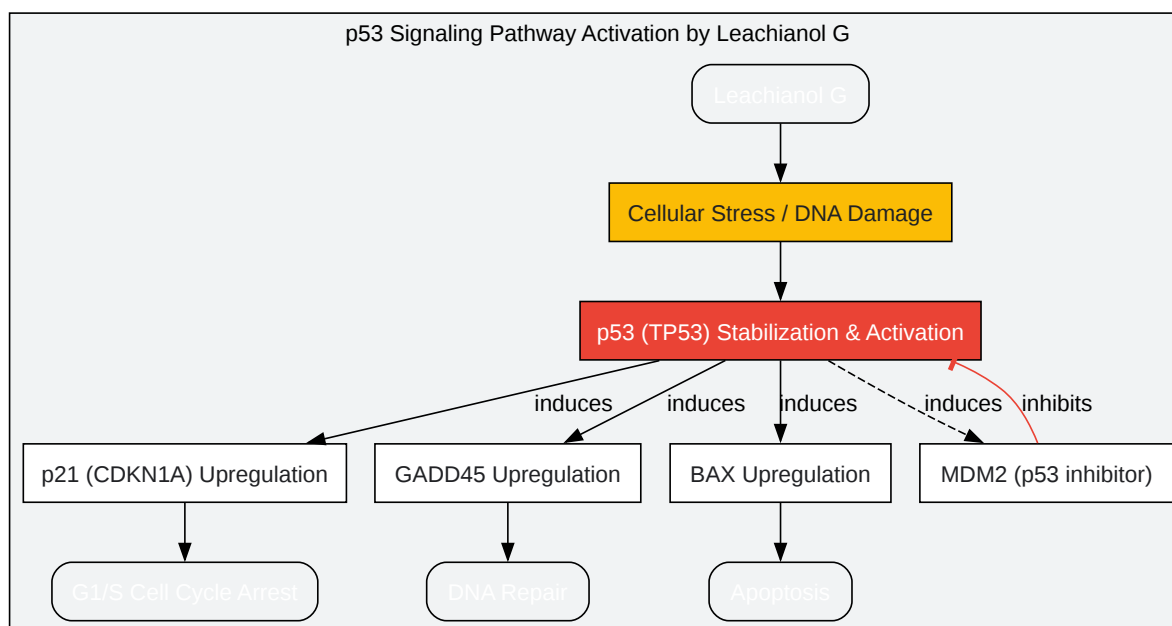 p53 Signaling Pathway Activation by Leachianol G
Leachianol G
Cellular Stress / DNA Damage
p53 (TP53) Stabilization & Activation
induces
induces
induces
induces
inhibits
p21 (CDKN1A) Upregulation
GADD45 Upregulation
BAX Upregulation
MDM2 (p53 inhibitor)
G1/S Cell Cycle Arrest
DNA Repair
Apoptosis